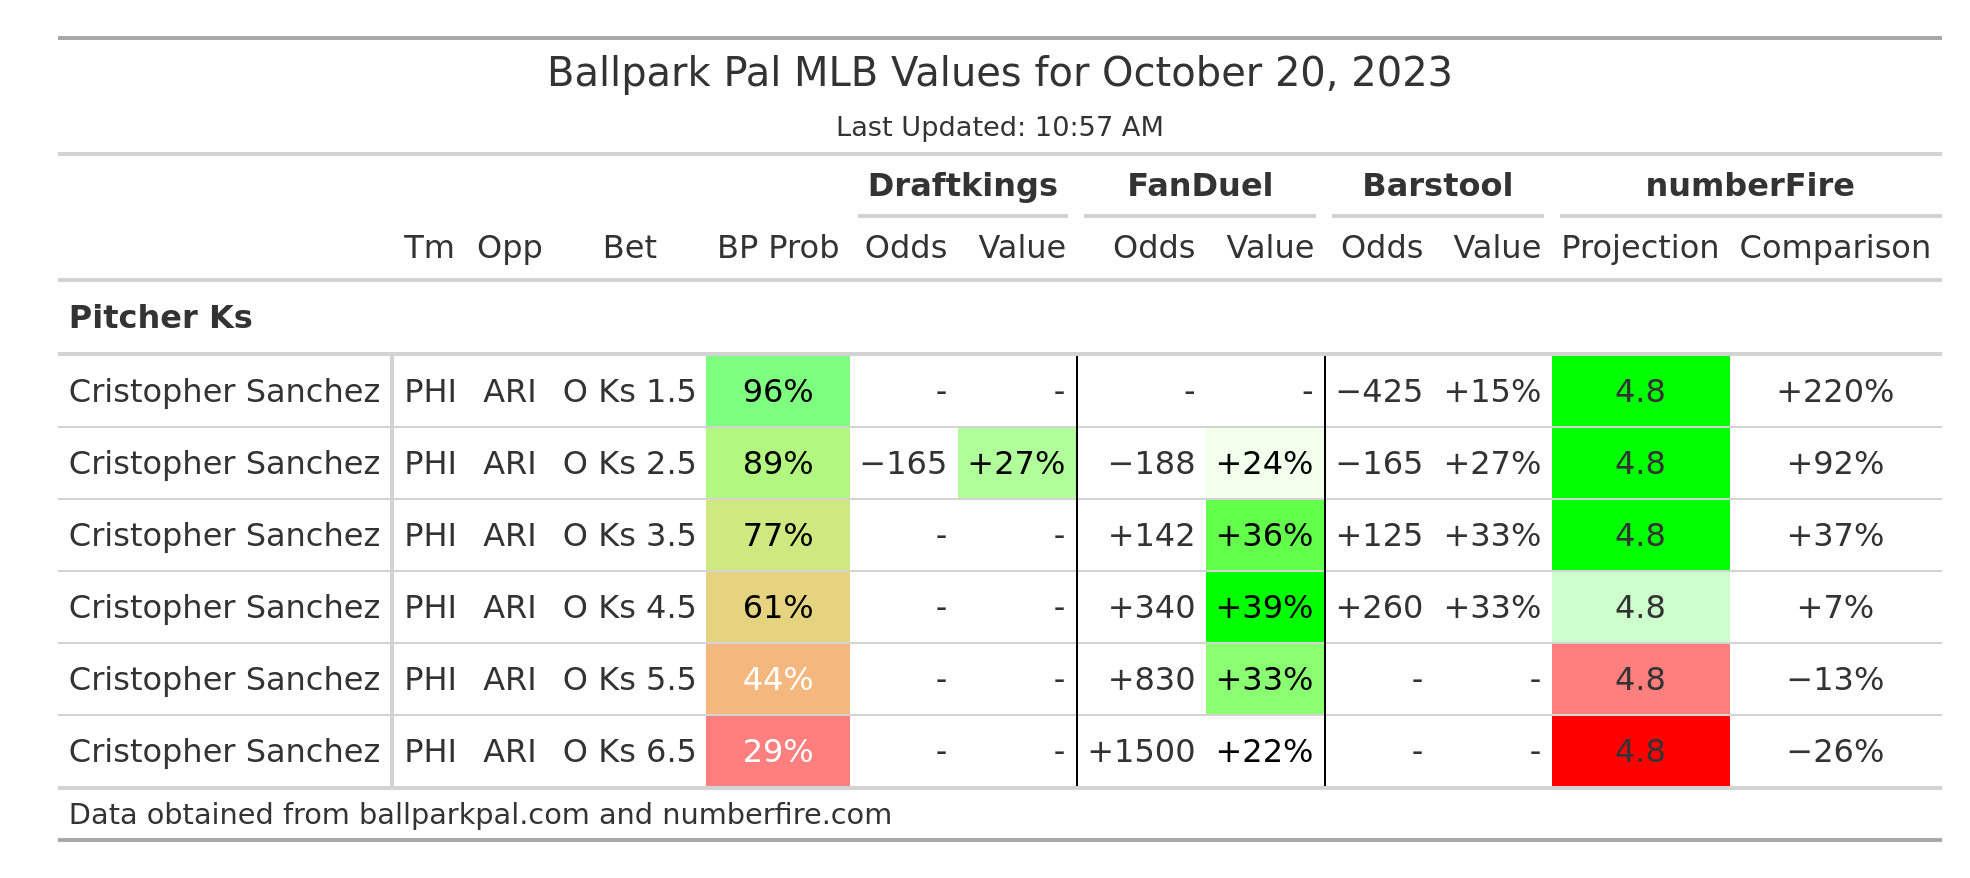 Ballpark Pal MLB Values for October 20, 2023
Last Updated: 10:57 AM
Draftkings FanDuel Barstool numberFire
Tm Opp Bet BP Prob Odds Value Odds Value Odds Value Projection Comparison
Pitcher Ks
Cristopher Sanchez PHI ARI O Ks 1.5 96% - - - - −425 +15% 4.8 +220%
Cristopher Sanchez PHI ARI O Ks 2.5 89% −165 +27% −188 +24% −165 +27% 4.8 +92%
Cristopher Sanchez PHI ARI O Ks 3.5 77% - - +142 +36% +125 +33% 4.8 +37%
Cristopher Sanchez PHI ARI O Ks 4.5 61% - - +340 +39% +260 +33% 4.8 +7%
Cristopher Sanchez PHI ARI O Ks 5.5 44% - - +830 +33% - - 4.8 −13%
Cristopher Sanchez PHI ARI O Ks 6.5 29% - - +1500 +22% - - 4.8 −26%
Data obtained from ballparkpal.com and numberfire.com